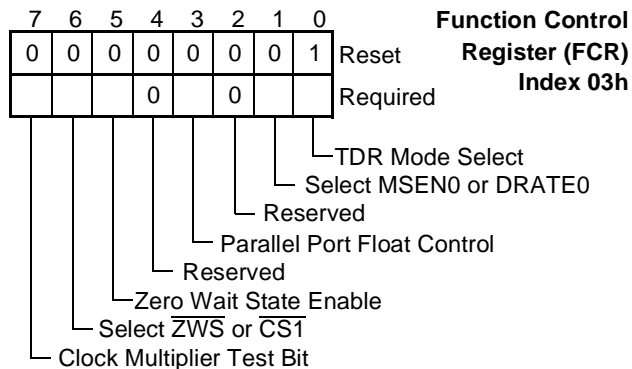 7 6 5 4 3 2 1 0
Function Control
Register (FCR)
Index 03h
0 0 0 0 0 0 0 1 Reset
0 0 Required
TDR Mode Select
Select MSEN0 or DRATE0
Reserved
Parallel Port Float Control
Reserved
Zero Wait State Enable
Select Z̅W̅S̅ or C̅S̅1̅
Clock Multiplier Test Bit